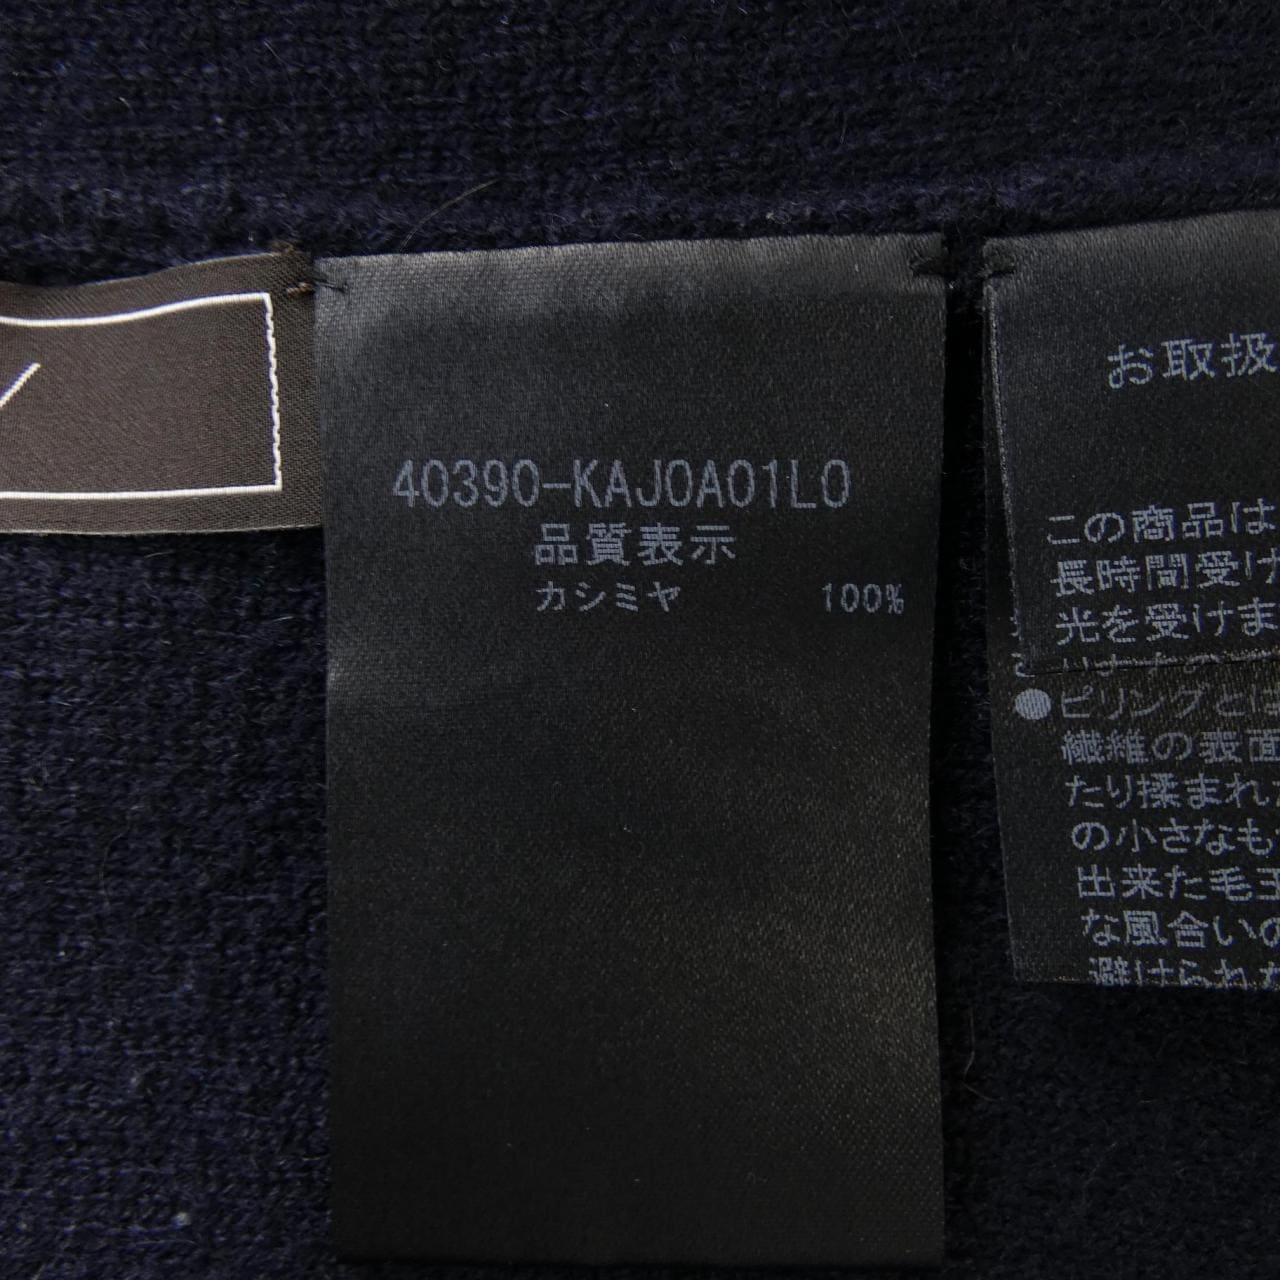 40390-KAJ0A01L0
品質表示
カシミヤ 100%
お取扱
この商品は
長時間受け
光を受けま
●ピリングとは
繊維の表面
たり揉まれ
の小さなも
出来た毛玉
な風合いの
避けられ